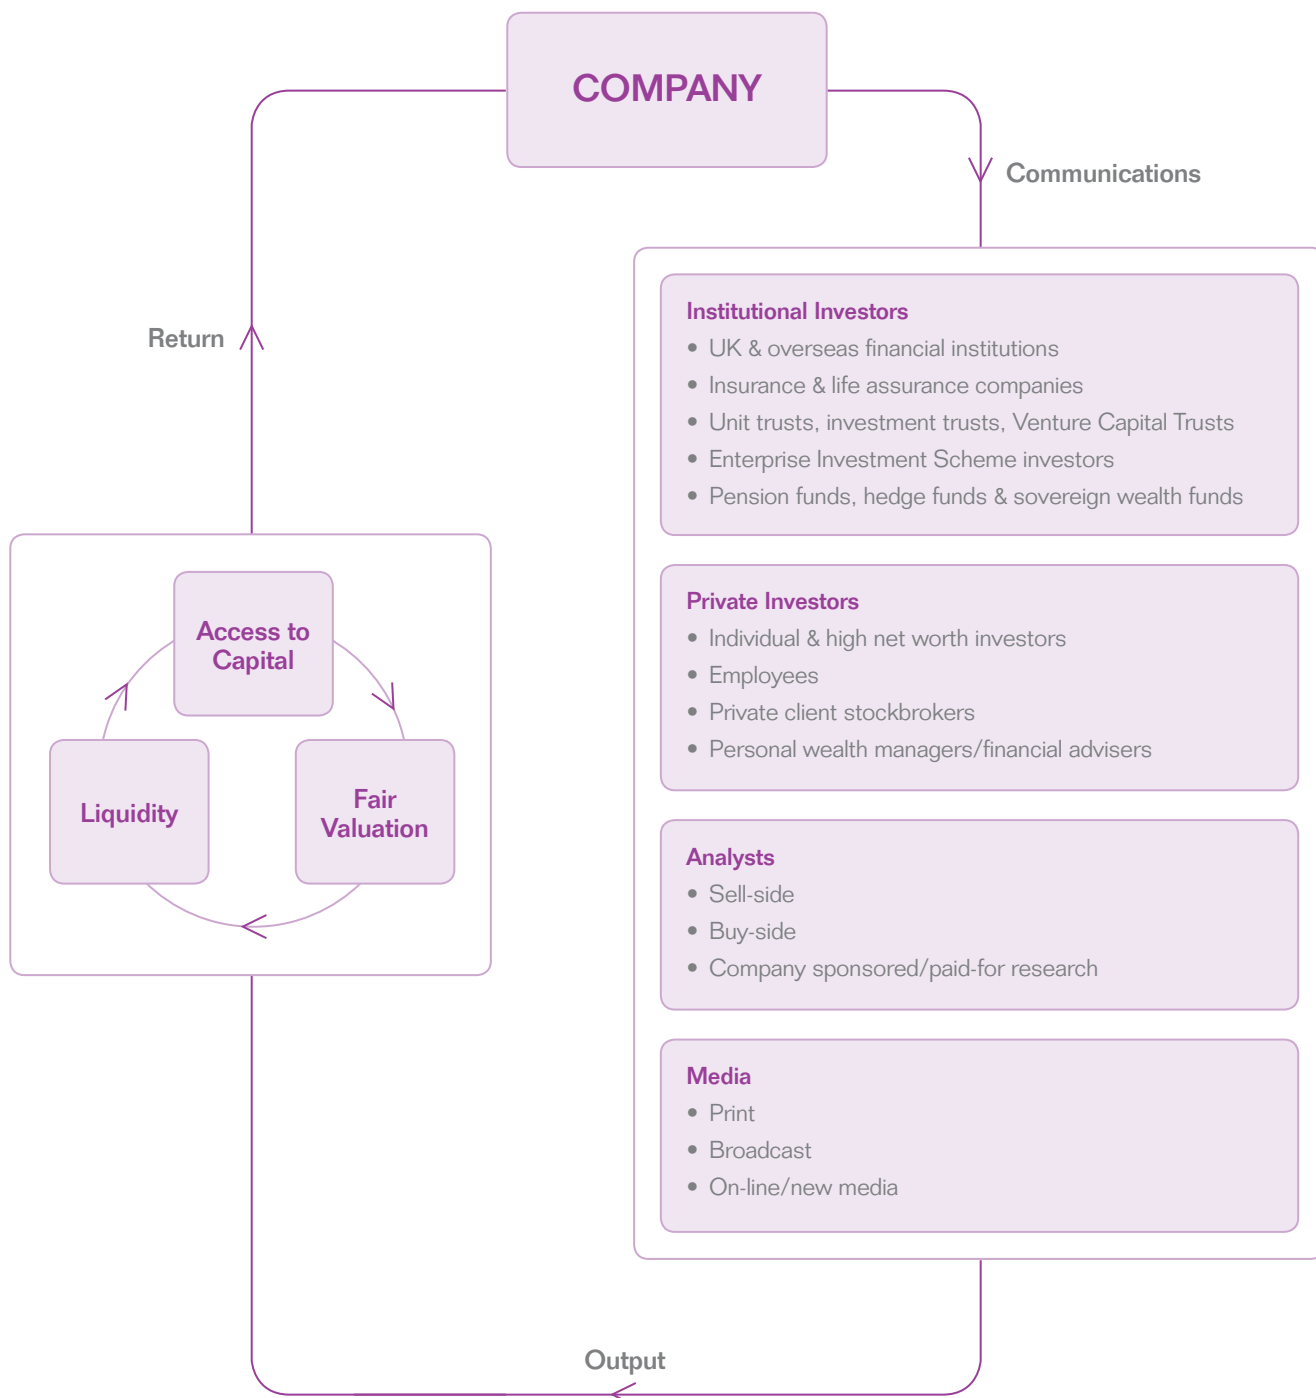 COMPANY
Communications
Return
Institutional Investors
• UK & overseas financial institutions
• Insurance & life assurance companies
• Unit trusts, investment trusts, Venture Capital Trusts
• Enterprise Investment Scheme investors
• Pension funds, hedge funds & sovereign wealth funds
Private Investors
• Individual & high net worth investors
• Employees
• Private client stockbrokers
• Personal wealth managers/financial advisers
Analysts
• Sell-side
• Buy-side
• Company sponsored/paid-for research
Media
• Print
• Broadcast
• On-line/new media
Access to
Capital
Fair
Valuation
Liquidity
Output